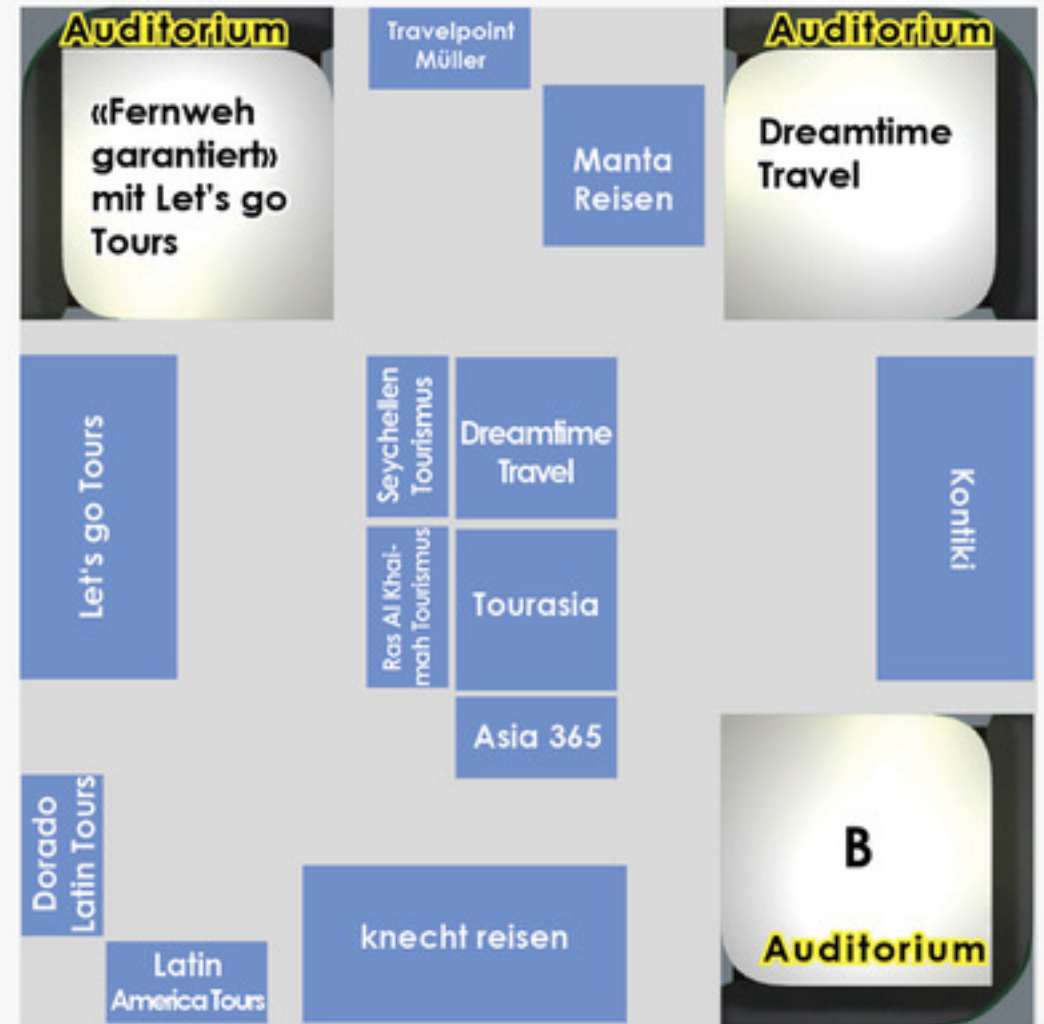 Auditorium
«Fernweh
garantiert»
mit Let's go
Tours
Travelpoint
Müller
Manta
Reisen
Auditorium
Dreamtime
Travel
Let's go Tours
Seychellen
Tourismus
Dreamtime
Travel
Kontiki
Ras Al Khai-
mah Tourismus
Tourasia
Asia 365
Dorado
Latin Tours
Latin
America Tours
knecht reisen
B
Auditorium